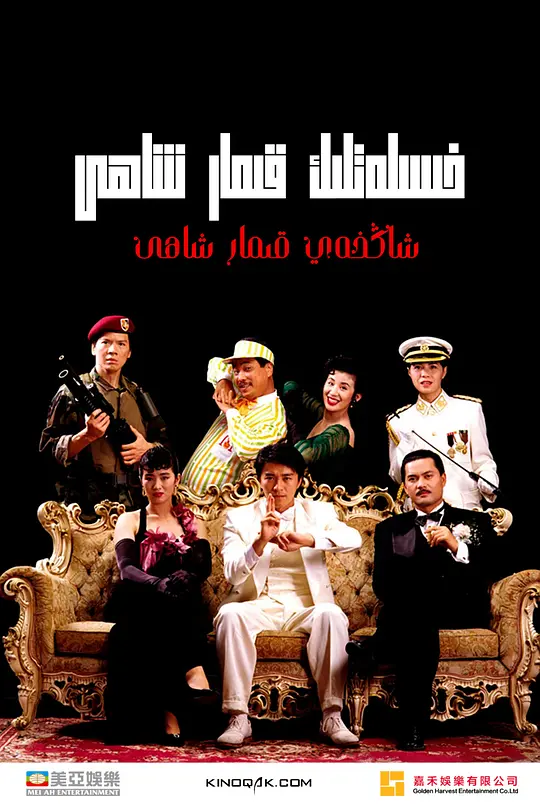 خىسلەتلىك قىمار شاھى
شاڭخەي قىمار شاھى
美亞娛樂
MEI AH ENTERTAINMENT
KINOQAK.COM
嘉禾娛樂有限公司
Golden Harvest Entertainment Co.Ltd